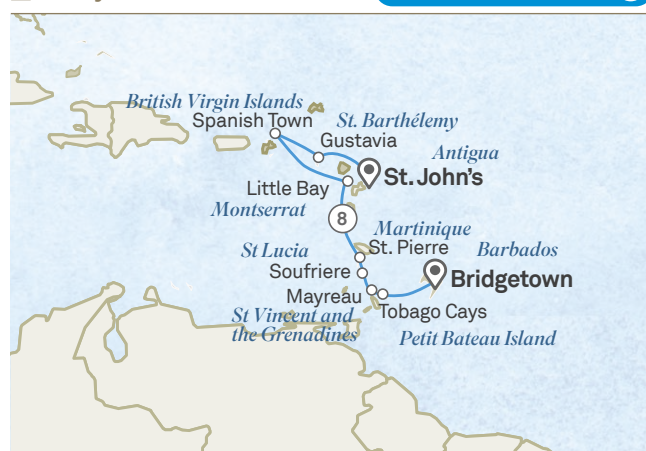 British Virgin Islands
Spanish Town
St. Barthélemy
Gustavia
Antigua
St. John's
Little Bay
Montserrat
8
Martinique
St. Pierre
St Lucia
Barbados
Soufriere
Bridgetown
Mayreau
Tobago Cays
St Vincent and
the Grenadines
Petit Bateau Island